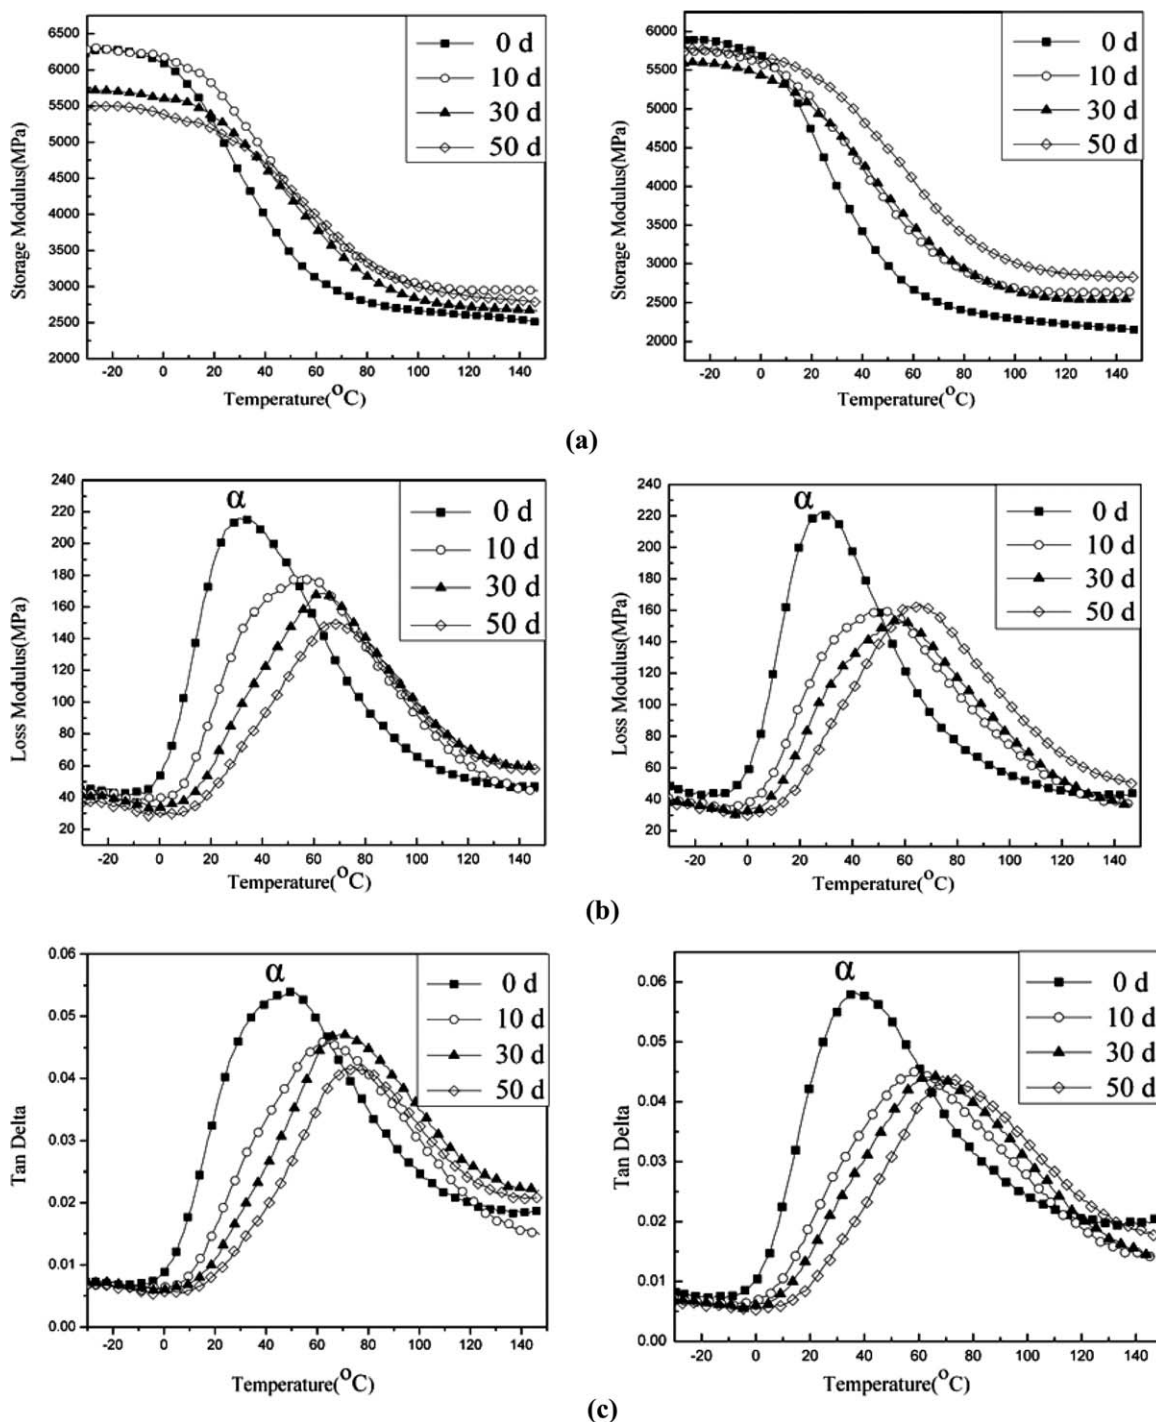 Storage Modulus(MPa)
6500
6000
5500
5000
4500
4000
3500
3000
2500
2000
0 d
10 d
30 d
50 d
-20 0 20 40 60 80 100 120 140
Temperature(°C)
Storage Modulus(MPa)
6000
5500
5000
4500
4000
3500
3000
2500
2000
0 d
10 d
30 d
50 d
-20 0 20 40 60 80 100 120 140
Temperature(°C)
(a)
Loss Modulus(MPa)
240
220
200
180
160
140
120
100
80
60
40
20
α
0 d
10 d
30 d
50 d
-20 0 20 40 60 80 100 120 140
Temperature(°C)
Loss Modulus(MPa)
240
220
200
180
160
140
120
100
80
60
40
20
α
0 d
10 d
30 d
50 d
-20 0 20 40 60 80 100 120 140
Temperature(°C)
(b)
Tan Delta
0.06
0.05
0.04
0.03
0.02
0.01
0.00
α
0 d
10 d
30 d
50 d
-20 0 20 40 60 80 100 120 140
Temperature(°C)
Tan Delta
0.06
0.05
0.04
0.03
0.02
0.01
0.00
α
0 d
10 d
30 d
50 d
-20 0 20 40 60 80 100 120 140
Temperature(°C)
(c)